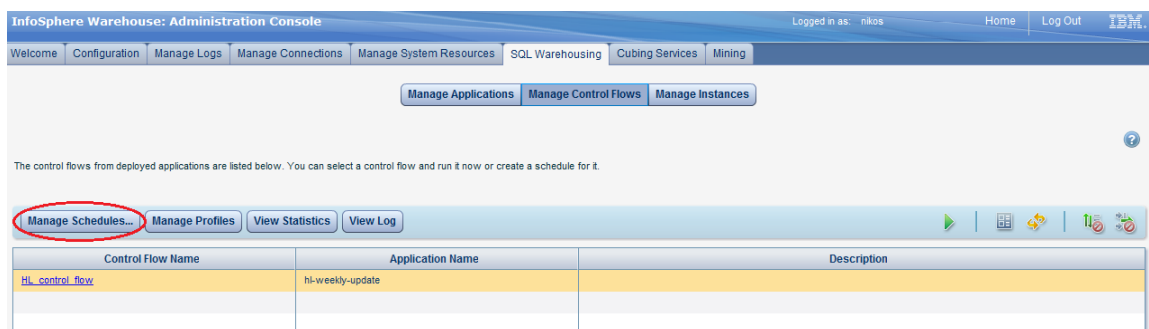 InfoSphere Warehouse: Administration Console Logged in as: nikos Home Log Out IBM.
Welcome Configuration Manage Logs Manage Connections Manage System Resources SQL Warehousing Cubing Services Mining
Manage Applications Manage Control Flows Manage Instances
?
The control flows from deployed applications are listed below. You can select a control flow and run it now or create a schedule for it.
Manage Schedules... Manage Profiles View Statistics View Log
Control Flow Name Application Name Description
HL_control_flow hl-weekly-update